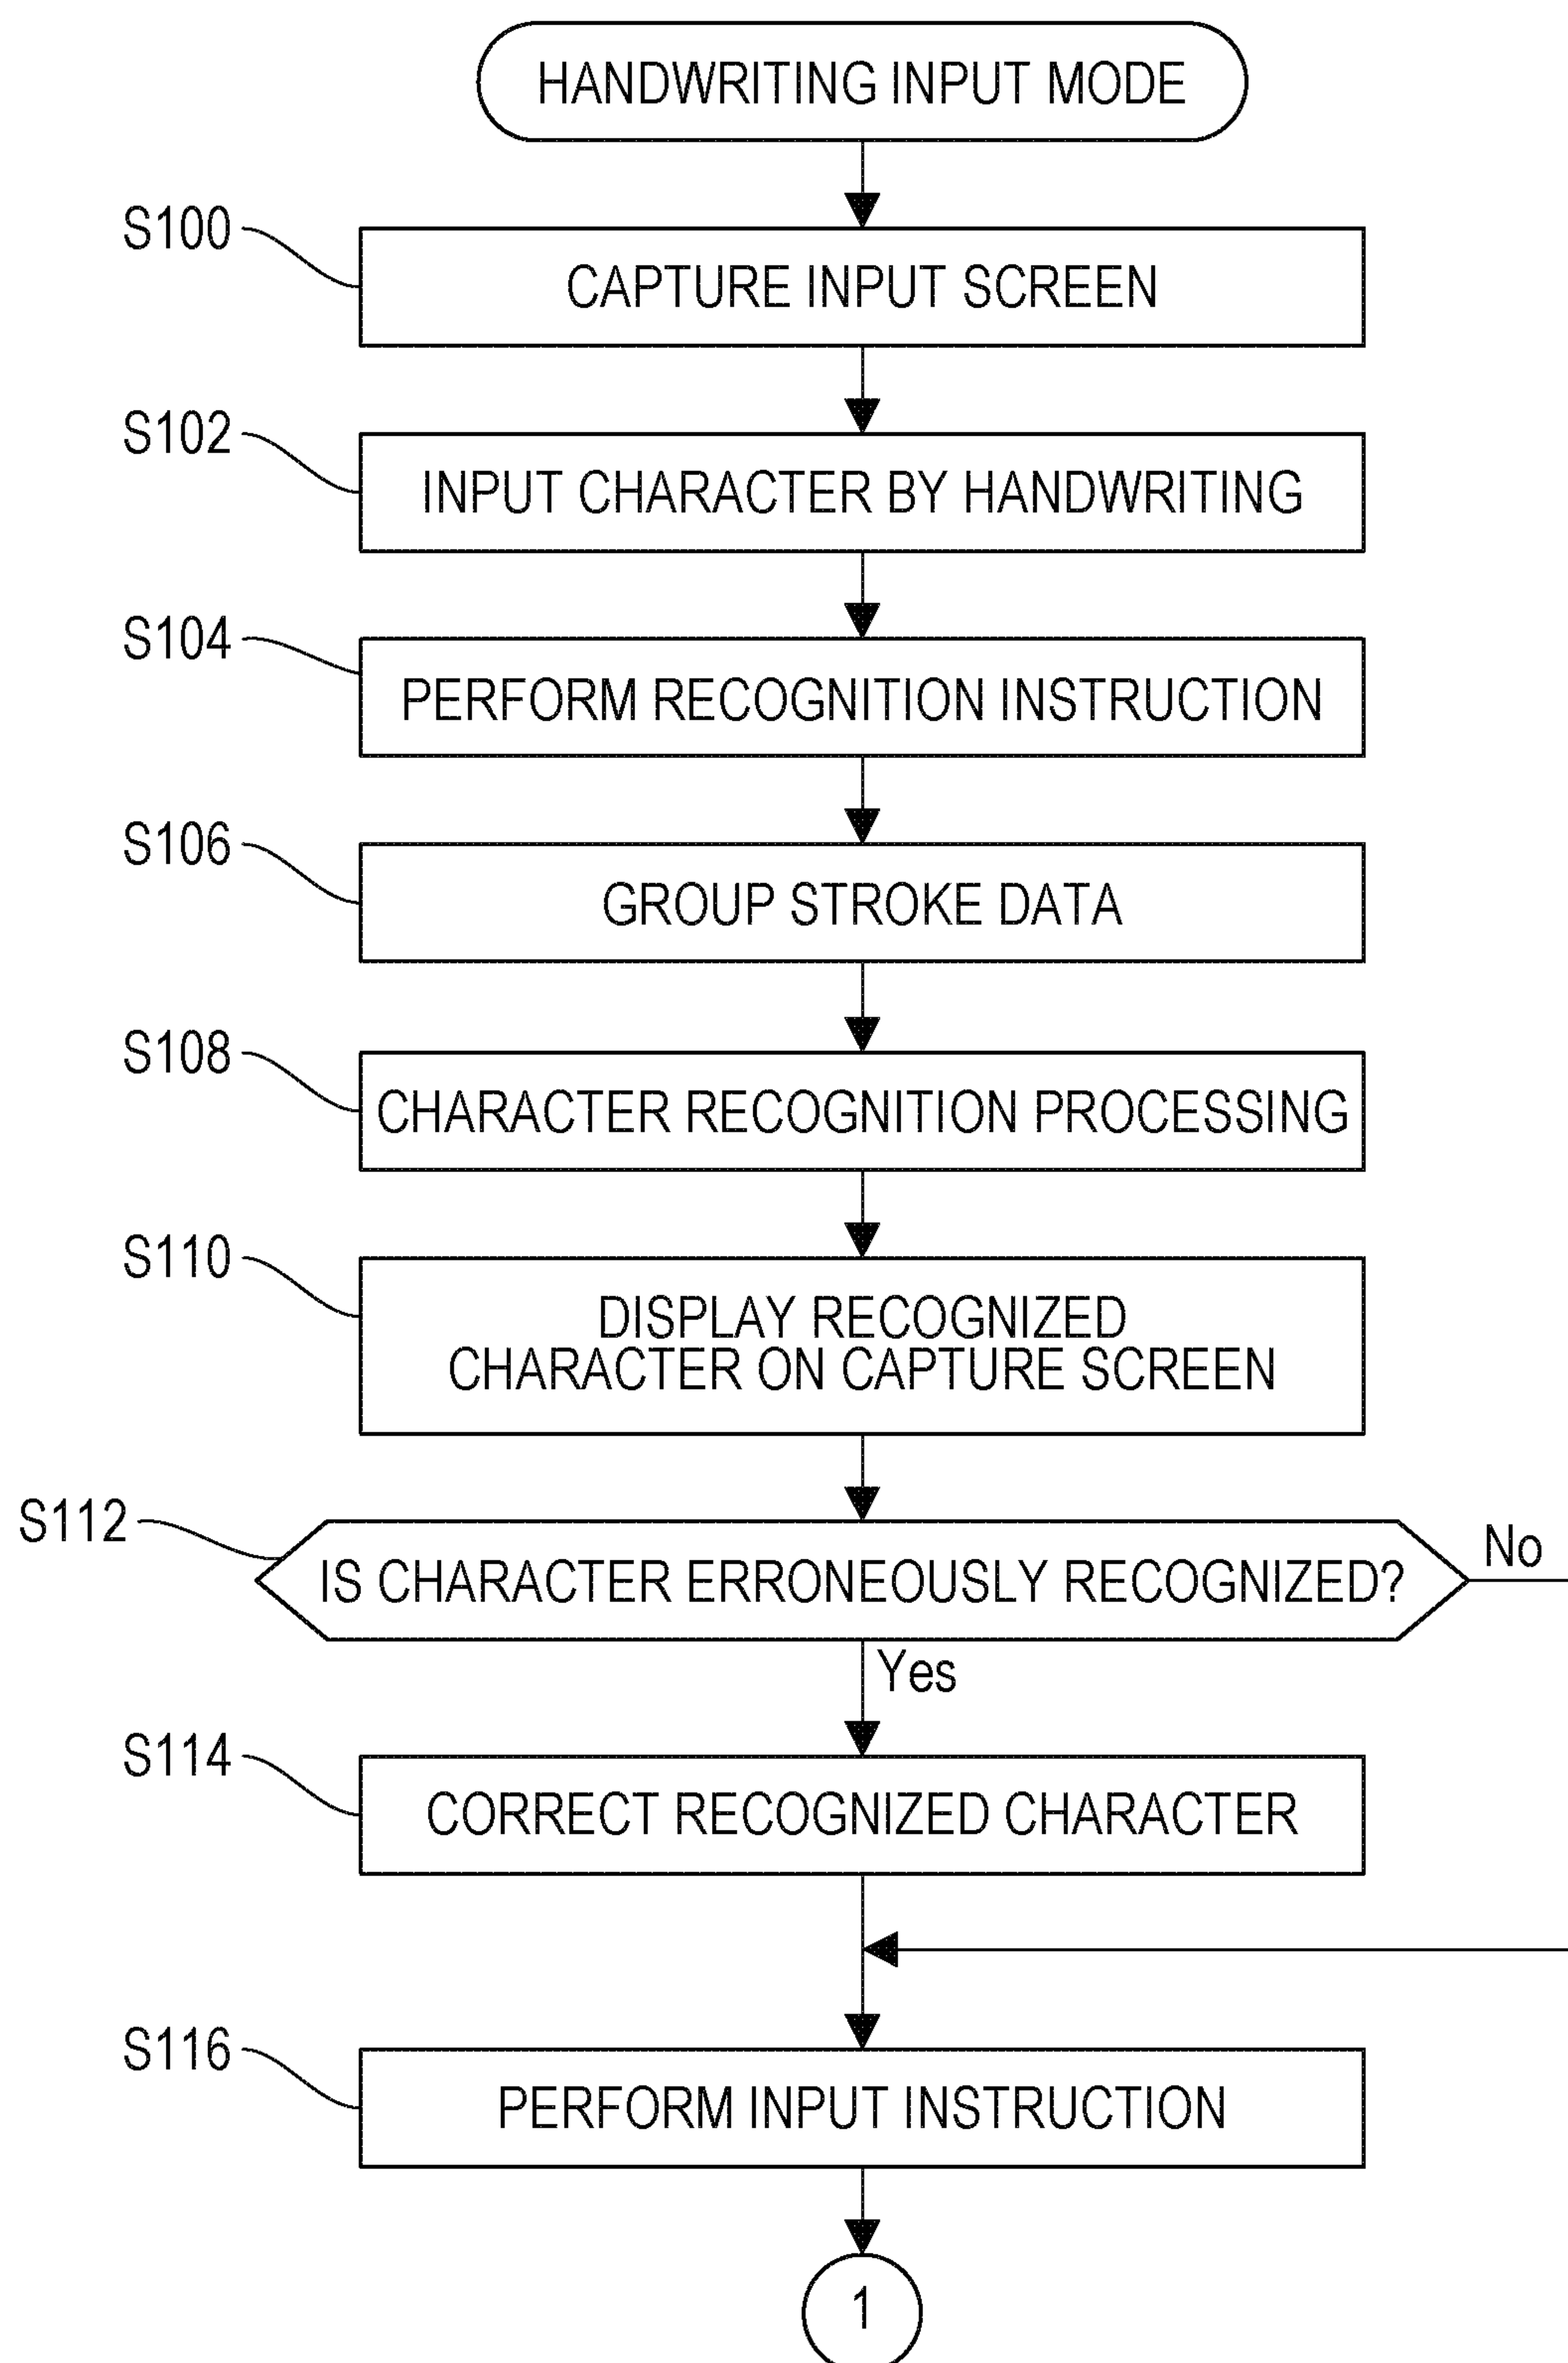 HANDWRITING INPUT MODE
S100
CAPTURE INPUT SCREEN
S102
INPUT CHARACTER BY HANDWRITING
S104
PERFORM RECOGNITION INSTRUCTION
S106
GROUP STROKE DATA
S108
CHARACTER RECOGNITION PROCESSING
S110
DISPLAY RECOGNIZED
CHARACTER ON CAPTURE SCREEN
S112
IS CHARACTER ERRONEOUSLY RECOGNIZED?
No
Yes
S114
CORRECT RECOGNIZED CHARACTER
S116
PERFORM INPUT INSTRUCTION
1